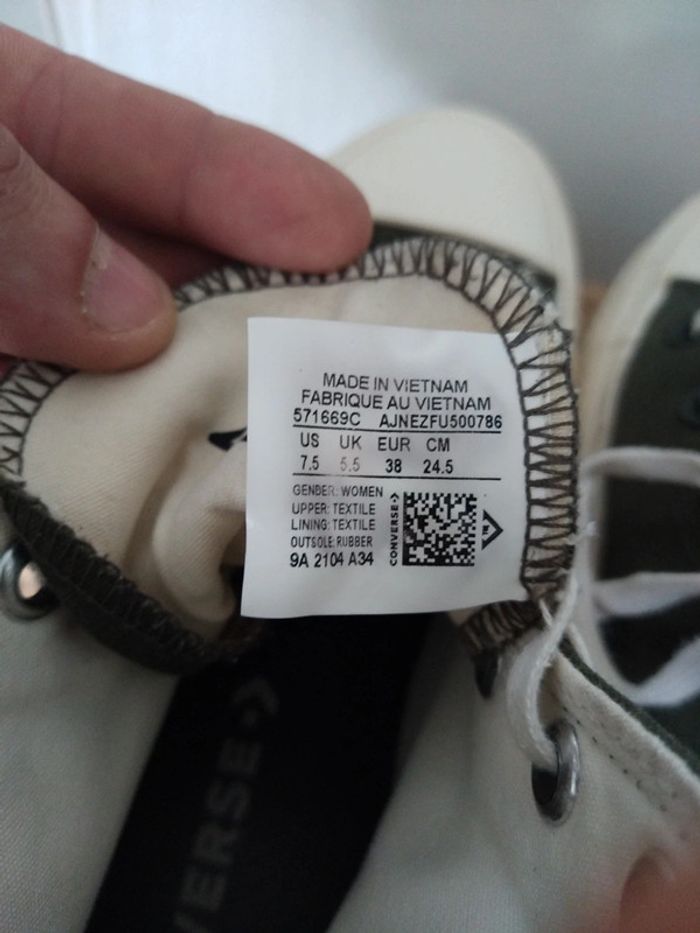 MADE IN VIETNAM
FABRIQUE AU VIETNAM
571669C AJNEZFU500786
US UK EUR CM
7.5 5.5 38 24.5
GENDER: WOMEN
UPPER: TEXTILE
LINING: TEXTILE
OUTSOLE: RUBBER
9A 2104 A34
CONVERSE
VERSE